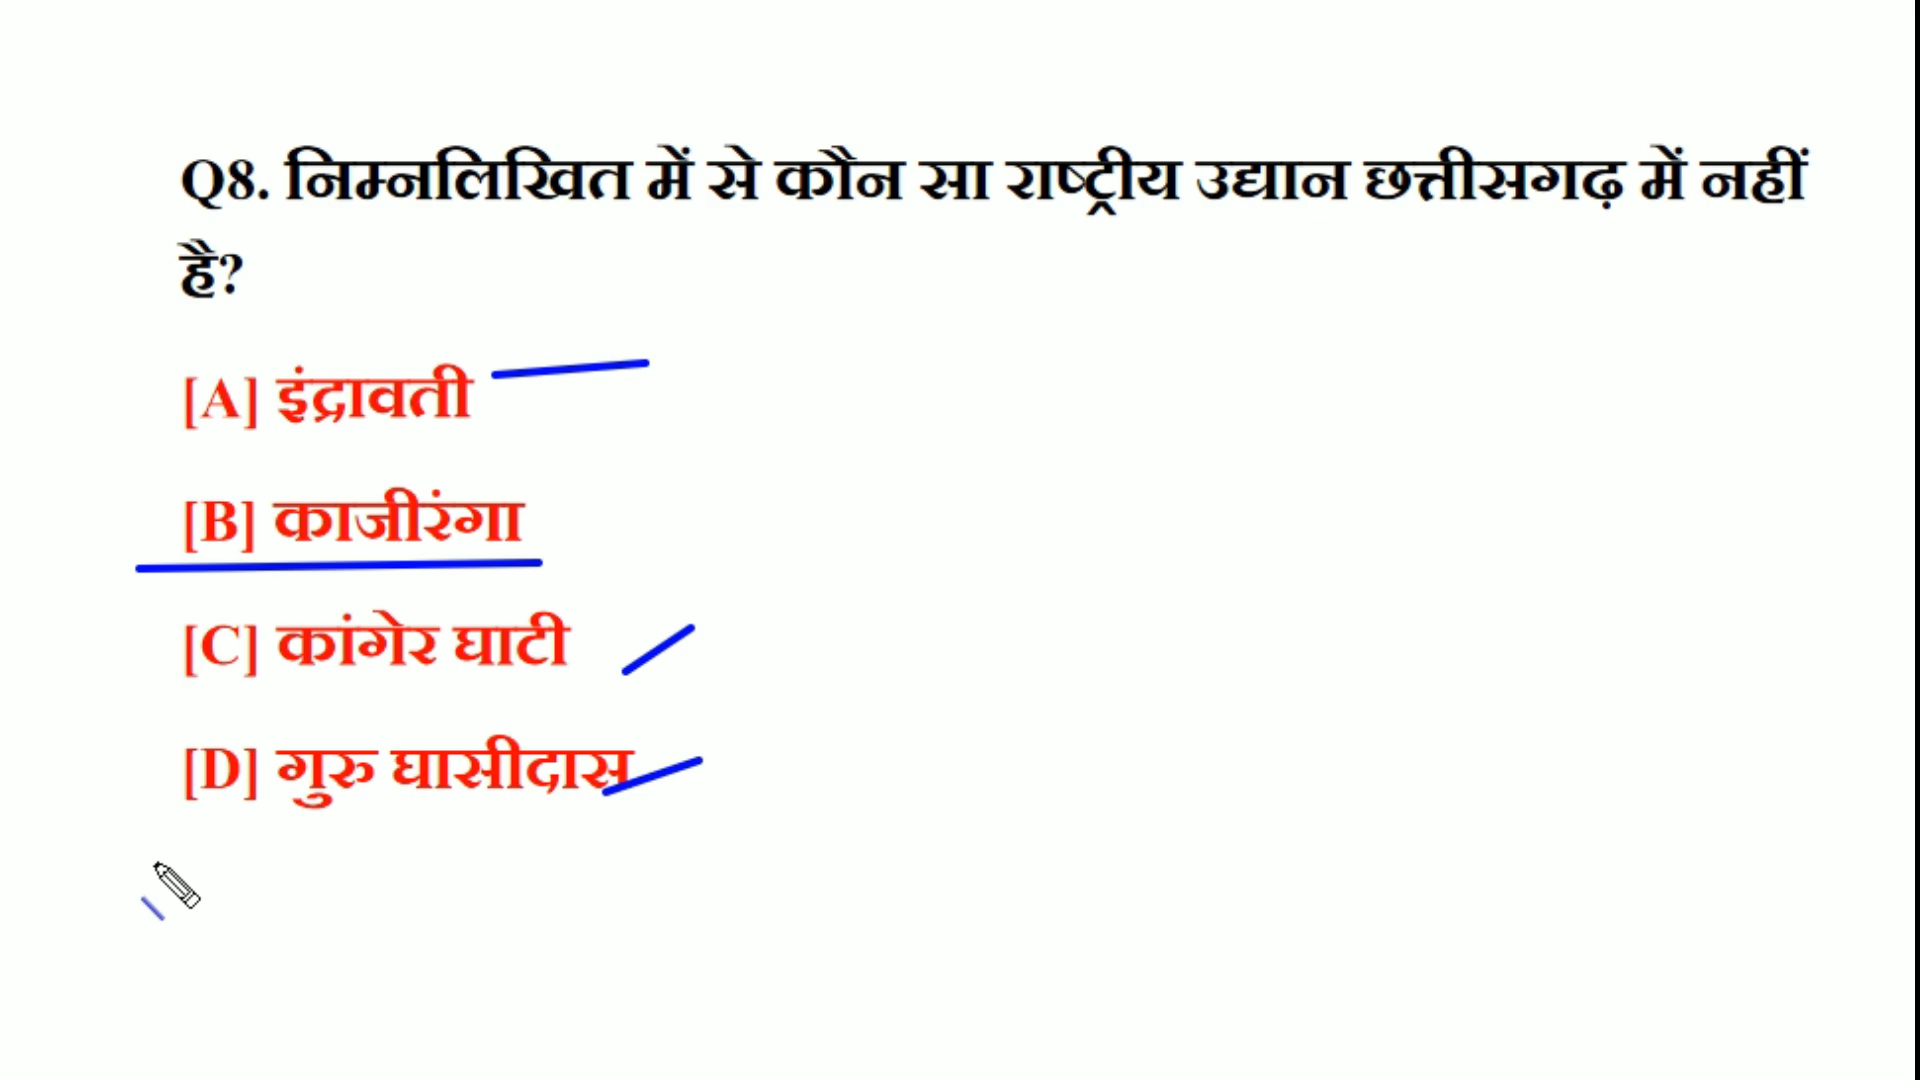 Q8. निम्नलिखित में से कौन सा राष्ट्रीय उद्यान छत्तीसगढ़ में नहीं
है?
[A] इंद्रावती
[B] काजीरंगा
[C] कांगेर घाटी
[D] गुरु घासीदास